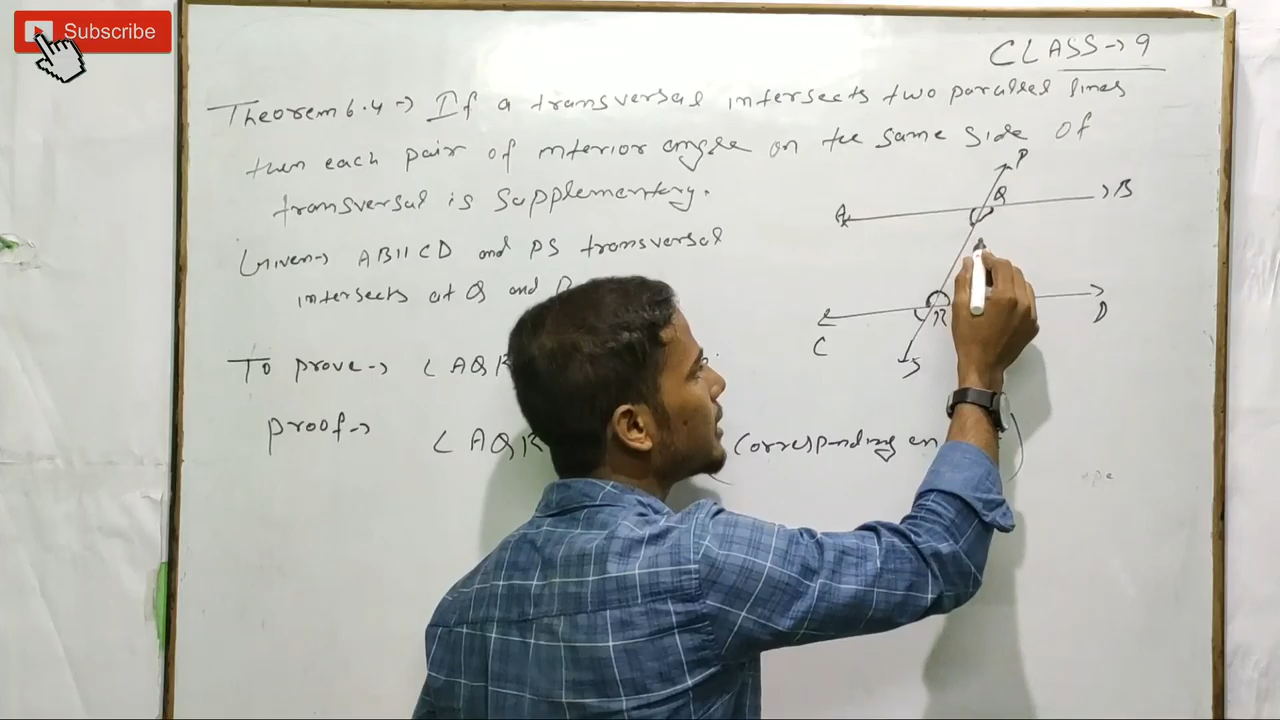 Subscribe
CLASS→ 9
Theorem 6.4 → If a transversal intersects two parallel lines
then each pair of interior angle on the same side of
transversal is supplementary.
Given→ AB11 CD and PS transversal
intersects at Q and
To prove→ ∠AQR
proof→ ∠AQR (corresponding an )
P
Q
A
B
R
C
D
S